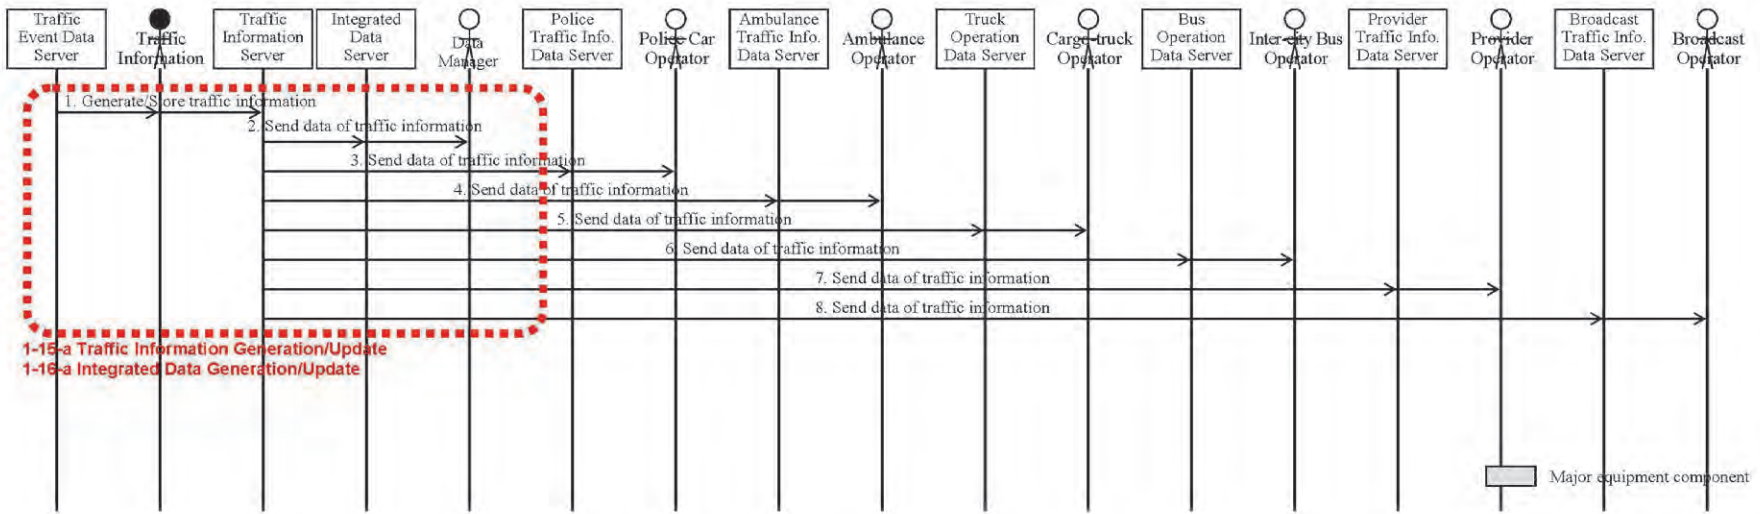 Traffic
Event Data
Server
Traffic
Information
Traffic
Information
Server
Integrated
Data
Server
Data
Manager
Police
Traffic Info.
Data Server
Police Car
Operator
Ambulance
Traffic Info.
Data Server
Ambulance
Operator
Truck
Operation
Data Server
Cargo-truck
Operator
Bus
Operation
Data Server
Inter-city Bus
Operator
Provider
Traffic Info.
Data Server
Provider
Operator
Broadcast
Traffic Info.
Data Server
Broadcast
Operator
1. Generate/Store traffic information
2. Send data of traffic information
3. Send data of traffic information
4. Send data of traffic information
5. Send data of traffic information
6. Send data of traffic information
7. Send data of traffic information
8. Send data of traffic information
1-15-a Traffic Information Generation/Update
1-16-a Integrated Data Generation/Update
Major equipment component